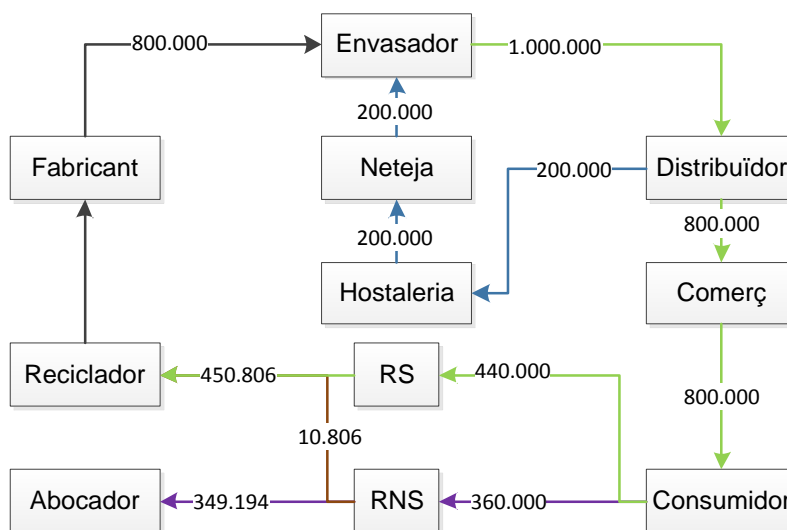 800.000
Envasador
1.000.000
200.000
Fabricant
Neteja
200.000
Distribuïdor
200.000
800.000
Hostaleria
Comerç
Reciclador
450.806
RS
440.000
800.000
10.806
Abocador
349.194
RNS
360.000
Consumidor